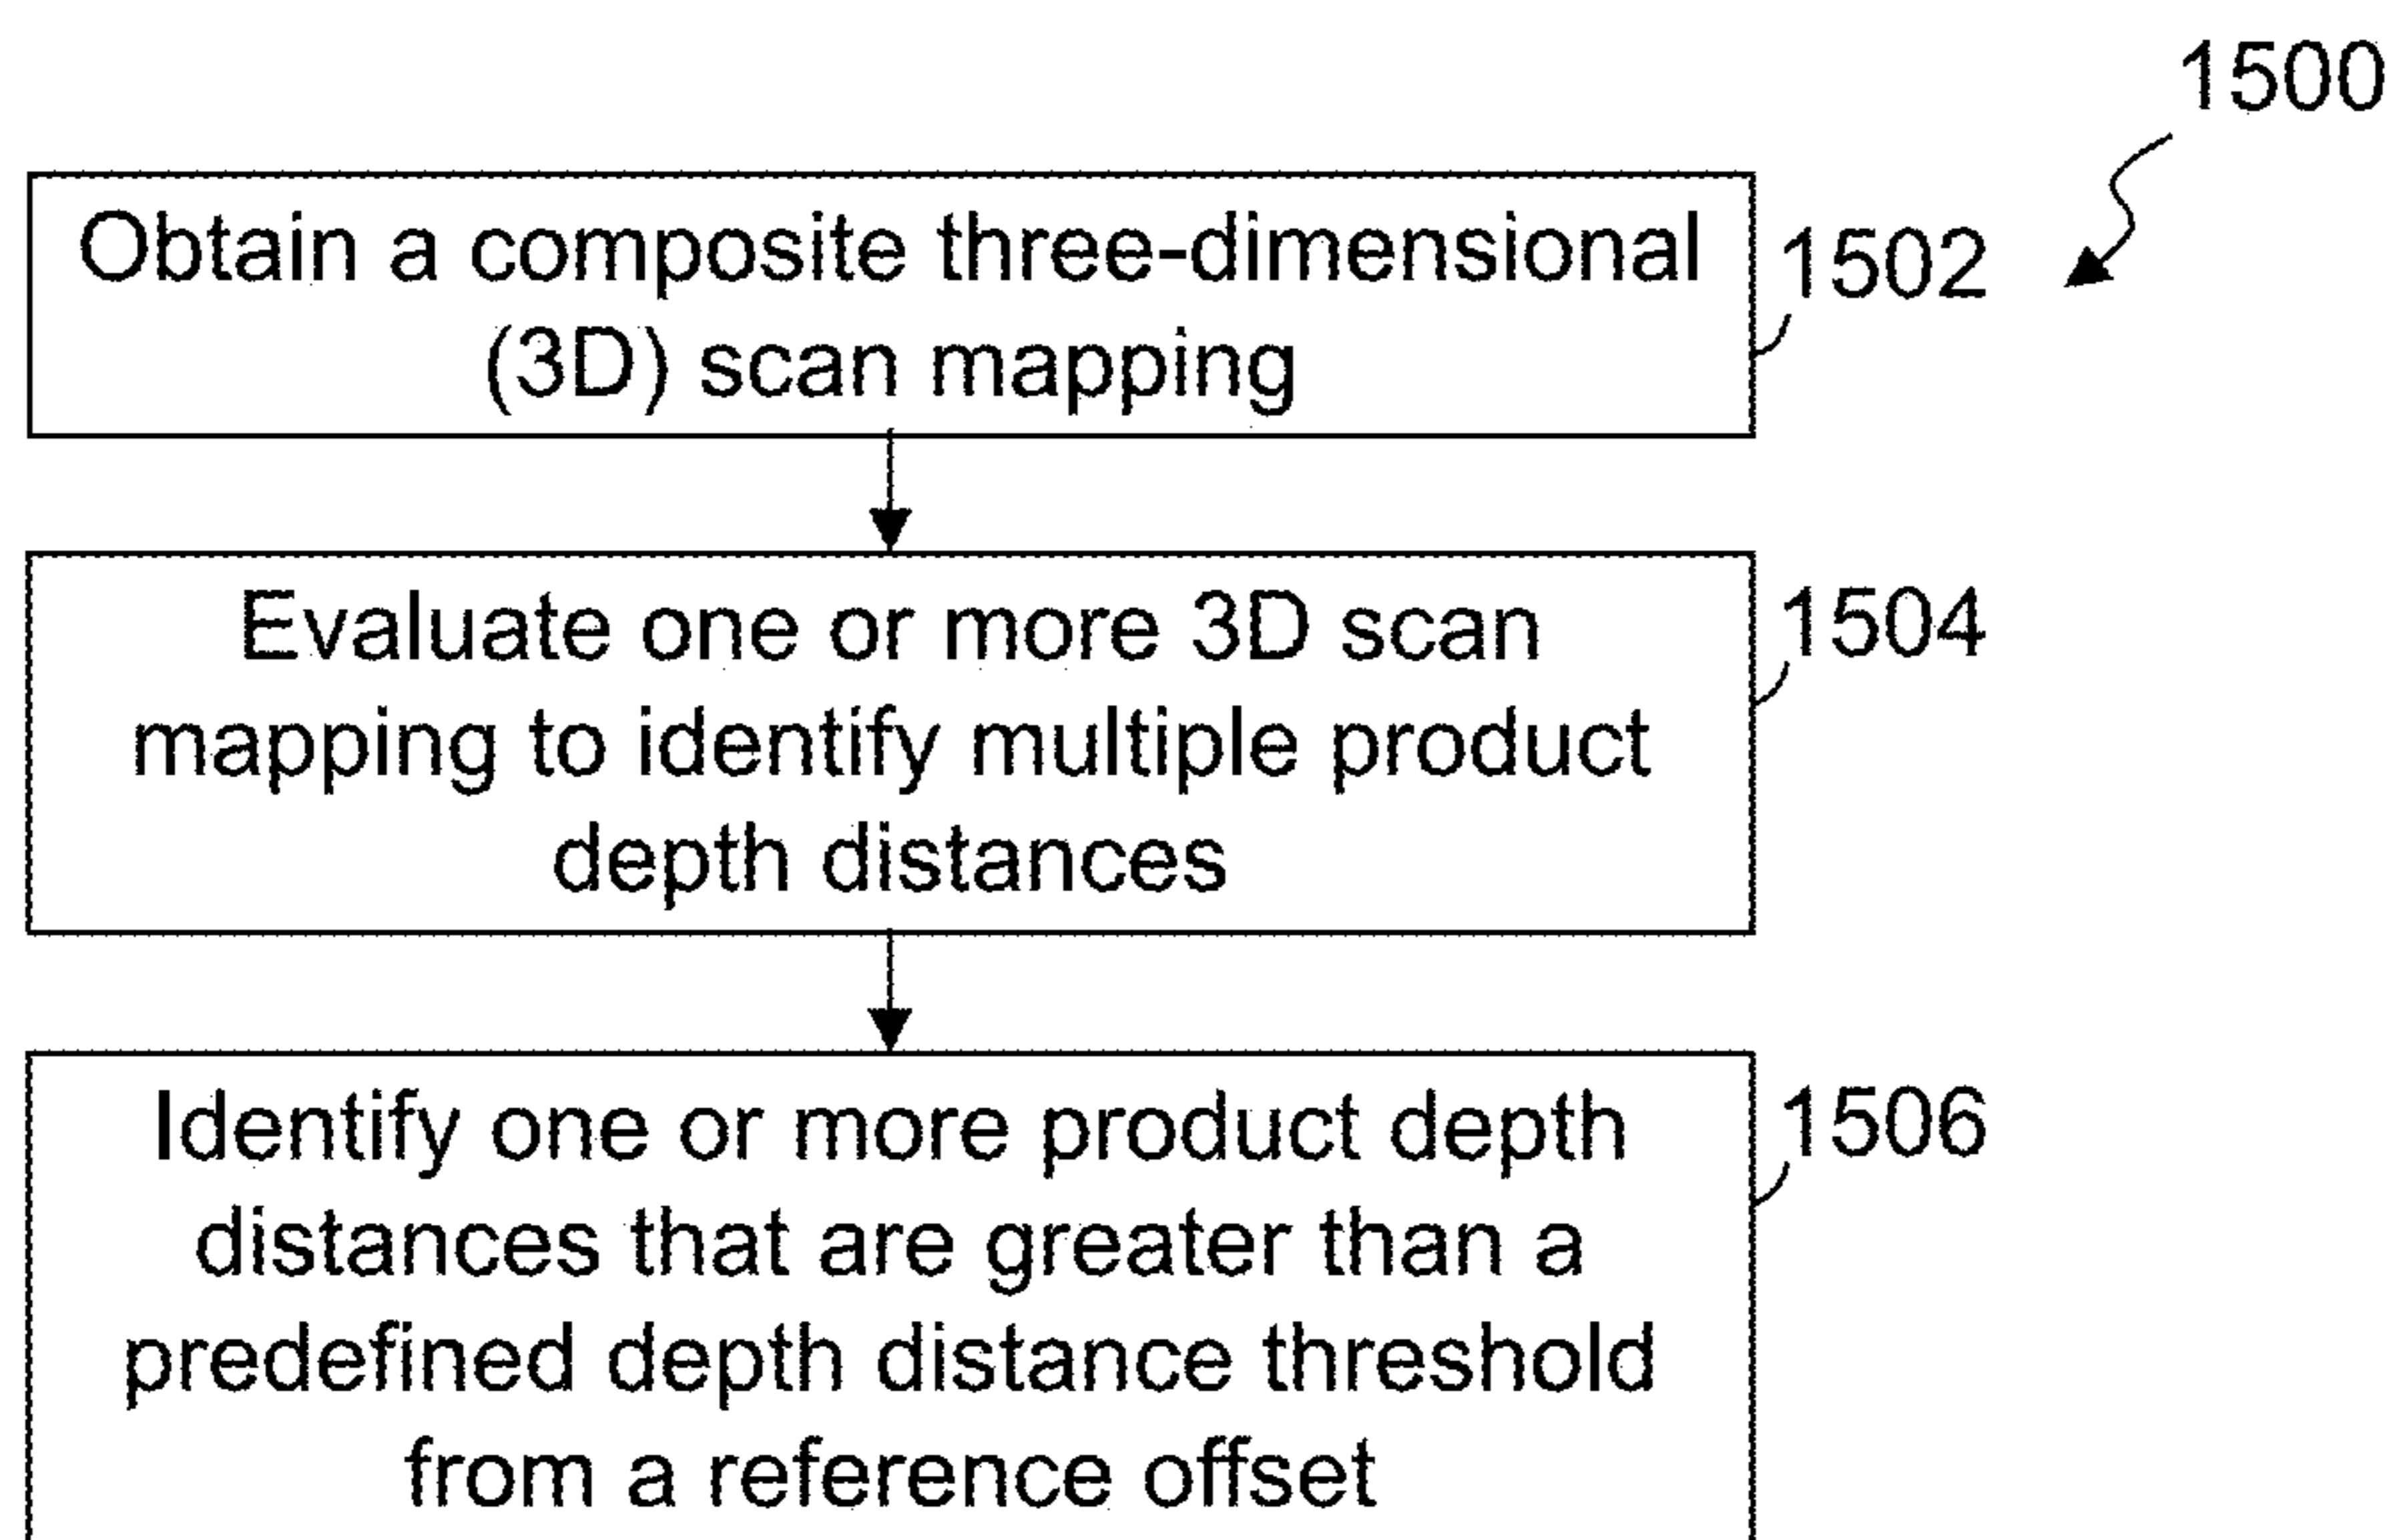 1500
Obtain a composite three-dimensional
(3D) scan mapping
1502
Evaluate one or more 3D scan
mapping to identify multiple product
depth distances
1504
Identify one or more product depth
distances that are greater than a
predefined depth distance threshold
from a reference offset
1506